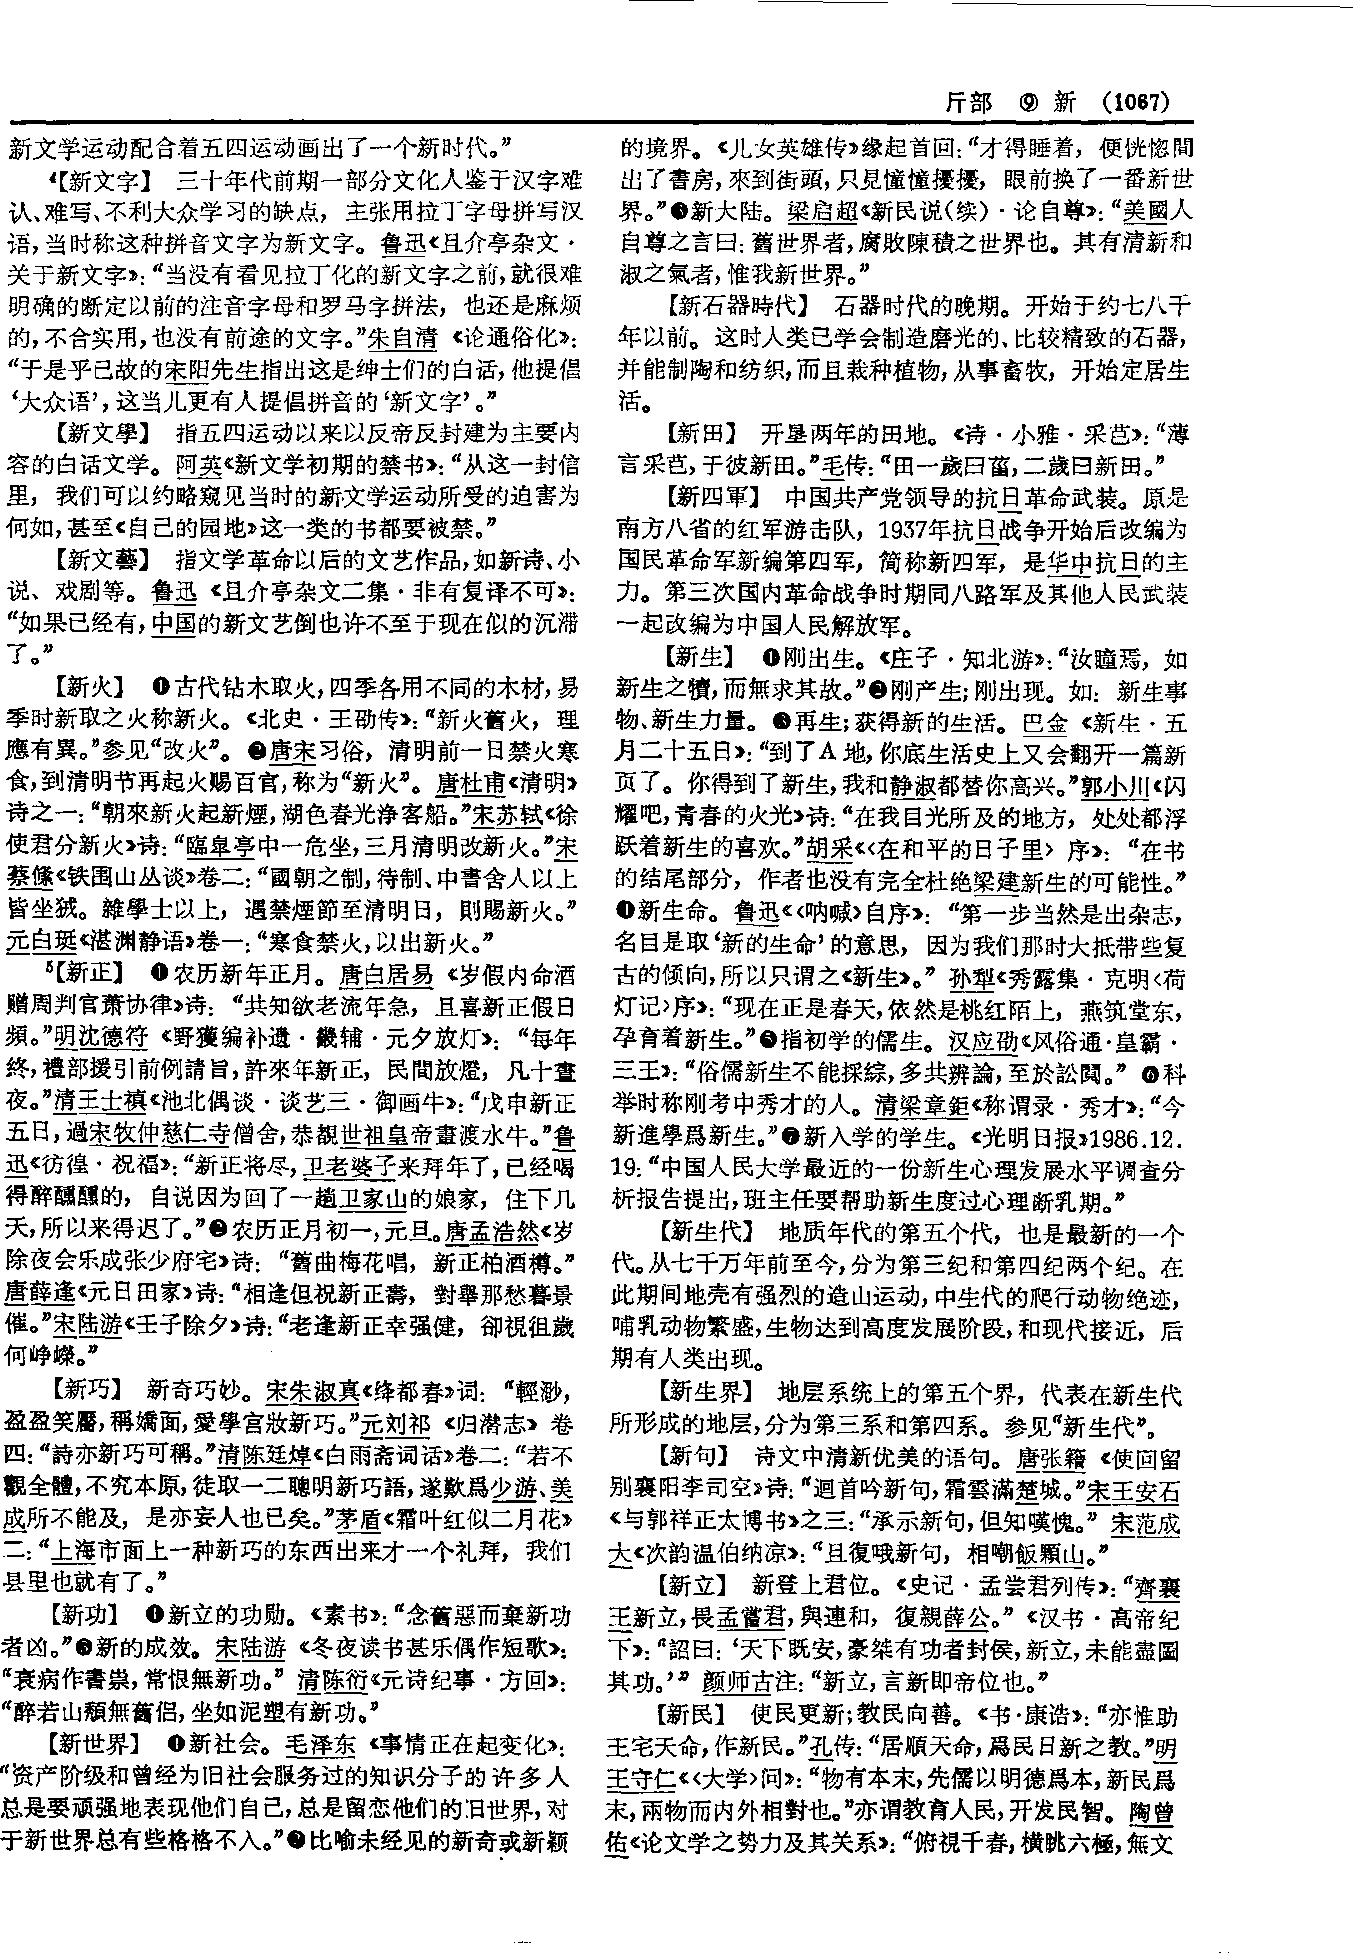 斤部 ⑨ 新 (1067)
新文学运动配合着五四运动画出了一个新时代。”
⁴【新文字】 三十年代前期一部分文化人鉴于汉字难
认、难写、不利大众学习的缺点，主张用拉丁字母拼写汉
语，当时称这种拼音文字为新文字。鲁迅《且介亭杂文·
关于新文字》：“当没有看见拉丁化的新文字之前，就很难
明确的断定以前的注音字母和罗马字拼法，也还是麻烦
的，不合实用，也没有前途的文字。”朱自清《论通俗化》：
“于是乎已故的宋阳先生指出这是绅士们的白话，他提倡
‘大众语’，这当儿更有人提倡拼音的‘新文字’。”
【新文學】 指五四运动以来以反帝反封建为主要内
容的白话文学。阿英《新文学初期的禁书》：“从这一封信
里，我们可以约略窥见当时的新文学运动所受的迫害为
何如，甚至《自己的园地》这一类的书都要被禁。”
【新文藝】 指文学革命以后的文艺作品，如新诗、小
说、戏剧等。鲁迅《且介亭杂文二集·非有复译不可》：
“如果已经有，中国的新文艺倒也许不至于现在似的沉滞
了。”
【新火】 ❶古代钻木取火，四季各用不同的木材，易
季时新取之火称新火。《北史·王劭传》：“新火舊火，理
應有異。”参见“改火”。❷唐宋习俗，清明前一日禁火寒
食，到清明节再起火赐百官，称为“新火”。唐杜甫《清明》
诗之一：“朝來新火起新煙，湖色春光净客船。”宋苏轼《徐
使君分新火》诗：“臨皐亭中一危坐，三月清明改新火。”宋
蔡絛《铁围山丛谈》卷二：“國朝之制，待制、中書舍人以上
皆坐狨。雜學士以上，遇禁煙節至清明日，則賜新火。”
元白珽《湛渊静语》卷一：“寒食禁火，以出新火。”
⁵【新正】 ❶农历新年正月。唐白居易《岁假内命酒
赠周判官萧协律》诗：“共知欲老流年急，且喜新正假日
頻。”明沈德符《野獲编补遗·畿辅·元夕放灯》：“每年
终，禮部援引前例請旨，許來年新正，民間放燈，凡十晝
夜。”清王士禛《池北偶谈·谈艺三·御画牛》：“戊申新正
五日，過宋牧仲慈仁寺僧舍，恭覩世祖皇帝畫渡水牛。”鲁
迅《彷徨·祝福》：“新正将尽，卫老婆子来拜年了，已经喝
得醉醺醺的，自说因为回了一趟卫家山的娘家，住下几
天，所以来得迟了。”❷农历正月初一，元旦。唐孟浩然《岁
除夜会乐成张少府宅》诗：“舊曲梅花唱，新正柏酒樽。”
唐薛逢《元日田家》诗：“相逢但祝新正壽，對舉那愁暮景
催。”宋陆游《壬子除夕》诗：“老逢新正幸强健，卻視徂歲
何峥嵘。”
【新巧】 新奇巧妙。宋朱淑真《绛都春》词：“輕渺，
盈盈笑靨，稱嬌面，愛學宫妝新巧。”元刘祁《归潜志》卷
四：“詩亦新巧可稱。”清陈廷焯《白雨斋词话》卷二：“若不
觀全體，不究本原，徒取一二聰明新巧語，遂歎爲少游、美
成所不能及，是亦妄人也已矣。”茅盾《霜叶红似二月花》
二：“上海市面上一种新巧的东西出来才一个礼拜，我们
县里也就有了。”
【新功】 ❶新立的功勋。《素书》：“念舊惡而棄新功
者凶。”❷新的成效。宋陆游《冬夜读书甚乐偶作短歌》：
“衰病作書祟，常恨無新功。”清陈衍《元诗纪事·方回》：
“醉若山頽無舊侣，坐如泥塑有新功。”
【新世界】 ❶新社会。毛泽东《事情正在起变化》：
“资产阶级和曾经为旧社会服务过的知识分子的许多人
总是要顽强地表现他们自己，总是留恋他们的旧世界，对
于新世界总有些格格不入。”❷比喻未经见的新奇或新颖
的境界。《儿女英雄传》缘起首回：“才得睡着，便恍惚間
出了書房，來到街頭，只見憧憧擾擾，眼前换了一番新世
界。”❸新大陆。梁启超《新民说（续）·论自尊》：“美國人
自尊之言曰：舊世界者，腐敗陳積之世界也。其有清新和
淑之氣者，惟我新世界。”
【新石器時代】 石器时代的晚期。开始于约七八千
年以前。这时人类已学会制造磨光的、比较精致的石器，
并能制陶和纺织，而且栽种植物，从事畜牧，开始定居生
活。
【新田】 开垦两年的田地。《诗·小雅·采芑》：“薄
言采芑，于彼新田。”毛传：“田一歲曰菑，二歲曰新田。”
【新四軍】 中国共产党领导的抗日革命武装。原是
南方八省的红军游击队，1937年抗日战争开始后改编为
国民革命军新编第四军，简称新四军，是华中抗日的主
力。第三次国内革命战争时期同八路军及其他人民武装
一起改编为中国人民解放军。
【新生】 ❶刚出生。《庄子·知北游》：“汝瞳焉，如
新生之犢，而無求其故。”❷刚产生；刚出现。如：新生事
物、新生力量。❸再生；获得新的生活。巴金《新生·五
月二十五日》：“到了A地，你底生活史上又会翻开一篇新
页了。你得到了新生，我和静淑都替你高兴。”郭小川《闪
耀吧，青春的火光》诗：“在我目光所及的地方，处处都浮
跃着新生的喜欢。”胡采《〈在和平的日子里〉序》：“在书
的结尾部分，作者也没有完全杜绝梁建新生的可能性。”
❹新生命。鲁迅《〈呐喊〉自序》：“第一步当然是出杂志，
名目是取‘新的生命’的意思，因为我们那时大抵带些复
古的倾向，所以只谓之《新生》。”孙犁《秀露集·克明〈荷
灯记〉序》：“现在正是春天，依然是桃红陌上，燕筑堂东，
孕育着新生。”❺指初学的儒生。汉应劭《风俗通·皇霸·
三王》：“俗儒新生不能採綜，多共辨論，至於訟鬩。”❻科
举时称刚考中秀才的人。清梁章鉅《称谓录·秀才》：“今
新進學爲新生。”❼新入学的学生。《光明日报》1986.12.
19：“中国人民大学最近的一份新生心理发展水平调查分
析报告提出，班主任要帮助新生度过心理断乳期。”
【新生代】 地质年代的第五个代，也是最新的一个
代。从七千万年前至今，分为第三纪和第四纪两个纪。在
此期间地壳有强烈的造山运动，中生代的爬行动物绝迹，
哺乳动物繁盛，生物达到高度发展阶段，和现代接近，后
期有人类出现。
【新生界】 地层系统上的第五个界，代表在新生代
所形成的地层，分为第三系和第四系。参见“新生代”。
【新句】 诗文中清新优美的语句。唐张籍《使回留
别襄阳李司空》诗：“迴首吟新句，霜雲滿楚城。”宋王安石
《与郭祥正太博书》之三：“承示新句，但知嘆愧。”宋范成
大《次韵温伯纳凉》：“且復哦新句，相嘲飯顆山。”
【新立】 新登上君位。《史记·孟尝君列传》：“齊襄
王新立，畏孟嘗君，與連和，復親薛公。”《汉书·高帝纪
下》：“詔曰：‘天下既安，豪桀有功者封侯，新立，未能盡圖
其功。’”颜师古注：“新立，言新即帝位也。”
【新民】 使民更新；教民向善。《书·康诰》：“亦惟助
王宅天命，作新民。”孔传：“居順天命，爲民日新之教。”明
王守仁《〈大学〉问》：“物有本末，先儒以明德爲本，新民爲
末，兩物而内外相對也。”亦谓教育人民，开发民智。陶曾
佑《论文学之势力及其关系》：“俯視千春，横眺六極，無文